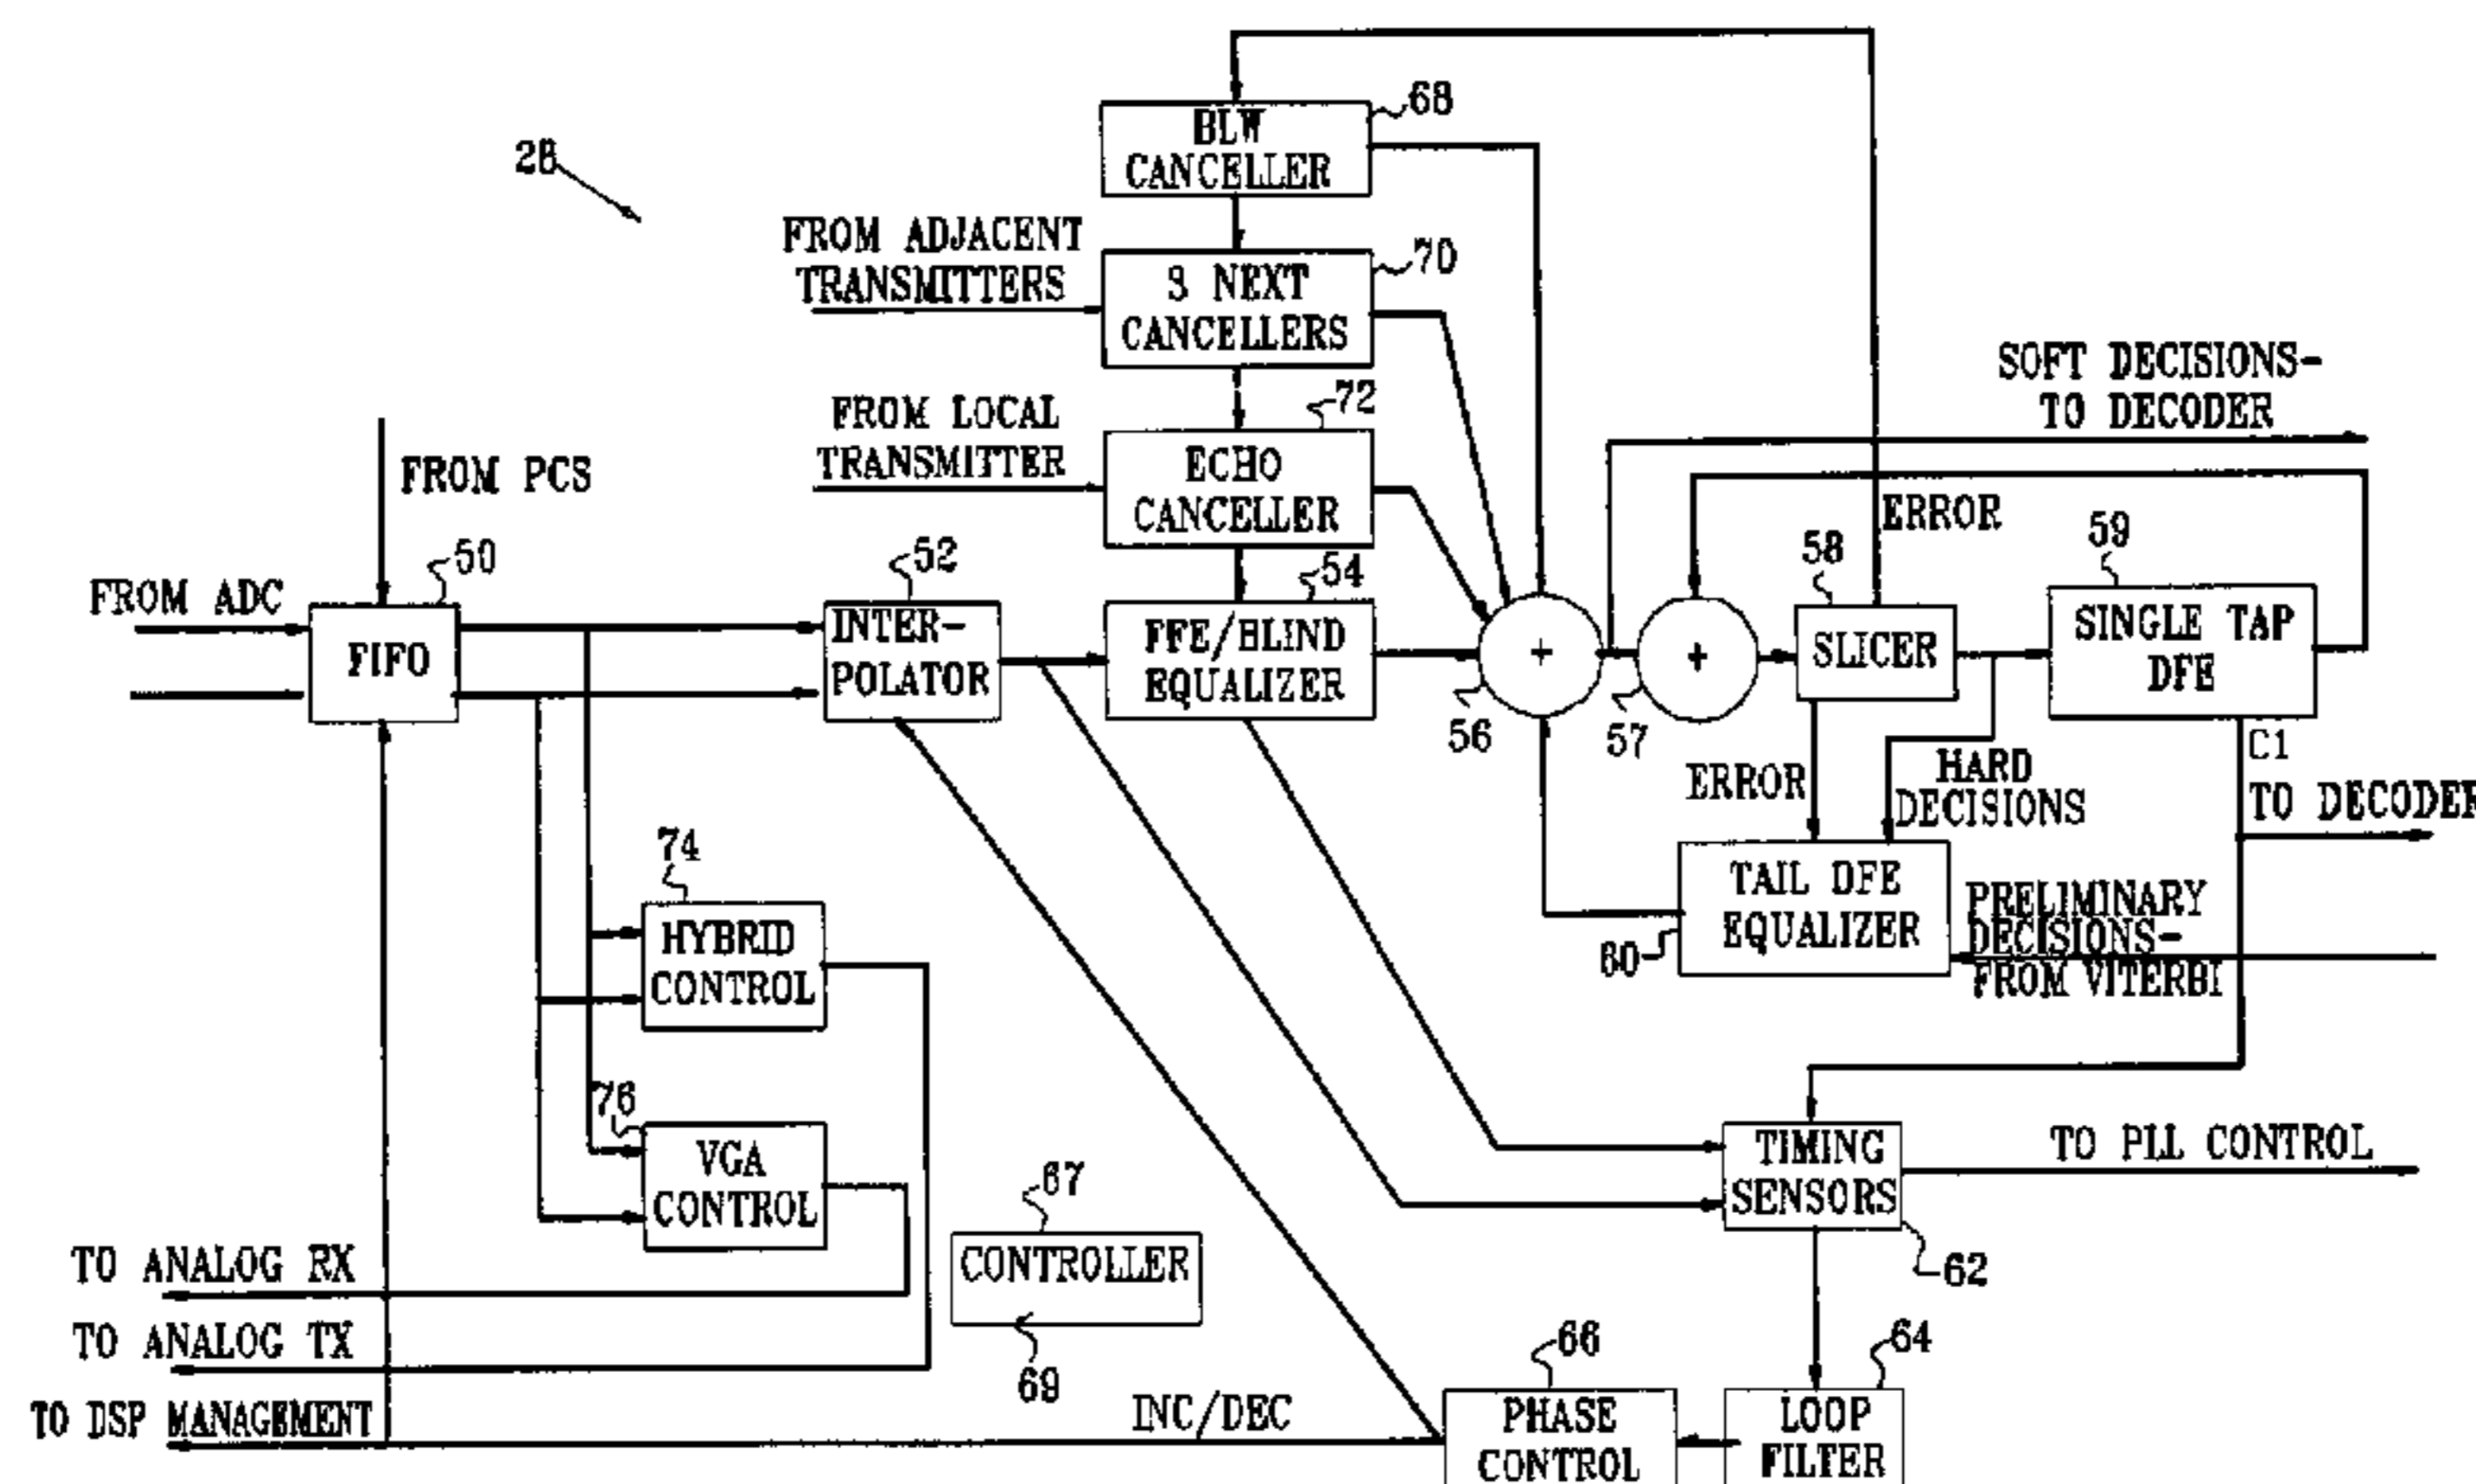 28
BLW
CANCELLER
68
FROM ADJACENT
TRANSMITTERS
3 NEXT
CANCELLERS
70
FROM LOCAL
TRANSMITTER
ECHO
CANCELLER
72
SOFT DECISIONS-
TO DECODER
FROM PCS
FROM ADC
FIFO
50
INTER-
POLATOR
52
FFE/BLIND
EQUALIZER
54
+
56
+
57
ERROR
SLICER
58
SINGLE TAP
DFE
59
C1
TO DECODER
ERROR
HARD
DECISIONS
TAIL DFE
EQUALIZER
60
PRELIMINARY
DECISIONS-
FROM VITERBI
74
HYBRID
CONTROL
76
VGA
CONTROL
TIMING
SENSORS
62
TO PLL CONTROL
67
CONTROLLER
69
TO ANALOG RX
TO ANALOG TX
TO DSP MANAGEMENT
INC/DEC
66
PHASE
CONTROL
64
LOOP
FILTER